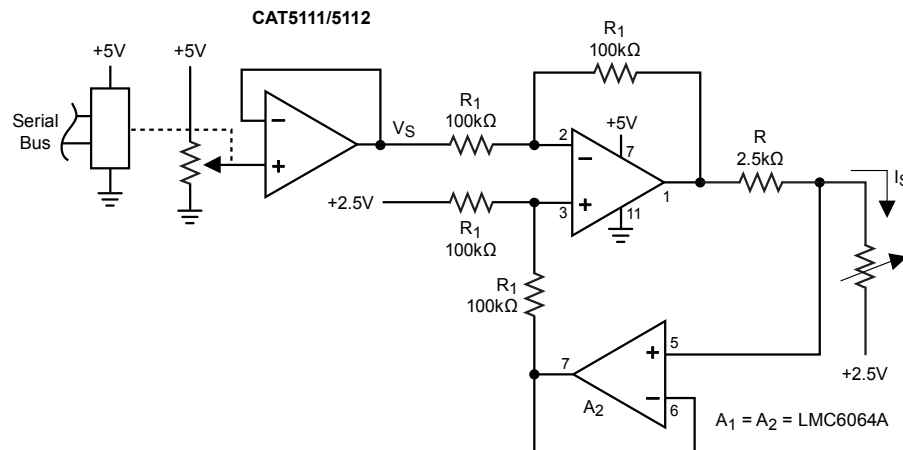 CAT5111/5112
+5V
+5V
Serial
Bus
VS
R1
100kΩ
R1
100kΩ
+5V
2
7
3
11
1
+2.5V
R1
100kΩ
R1
100kΩ
R
2.5kΩ
IS
+2.5V
7
5
6
A2
A1 = A2 = LMC6064A